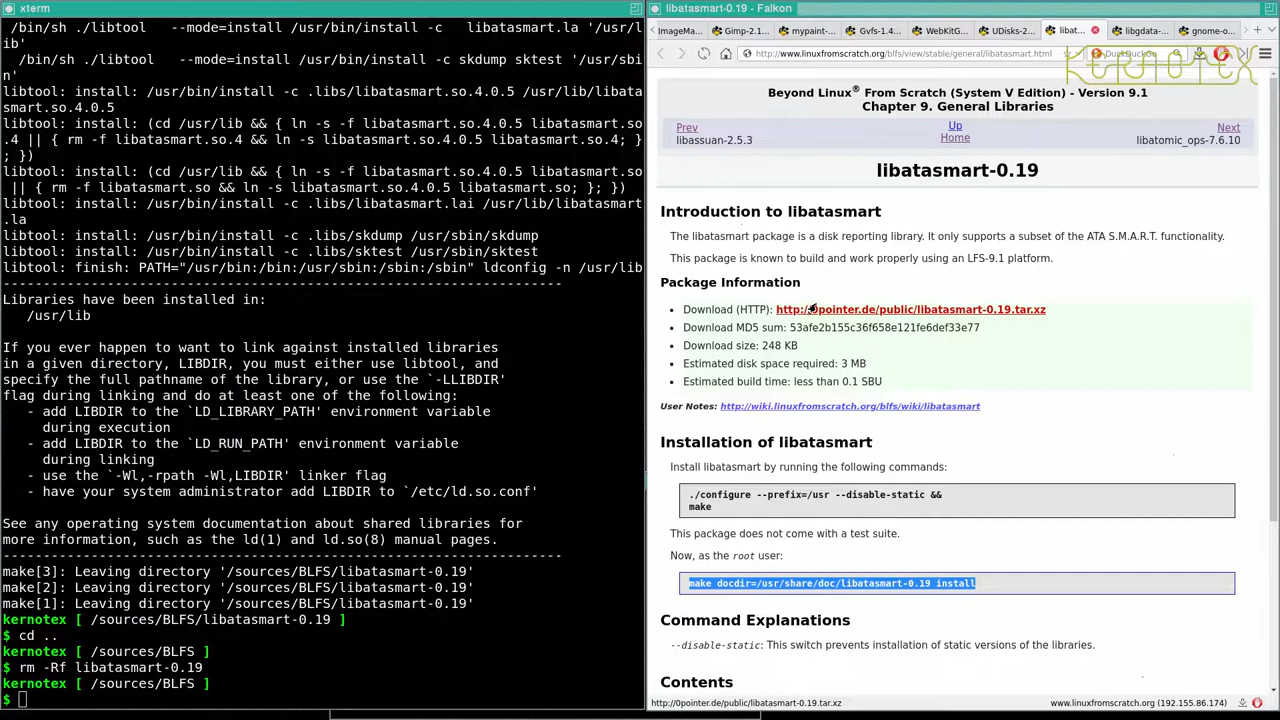 xterm
/bin/sh ./libtool   --mode=install /usr/bin/install -c   libatasmart.la '/usr/l
ib'
/bin/sh ./libtool   --mode=install /usr/bin/install -c skdump sktest '/usr/sbi
n'
libtool: install: /usr/bin/install -c .libs/libatasmart.so.4.0.5 /usr/lib/libata
smart.so.4.0.5
libtool: install: (cd /usr/lib && { ln -s -f libatasmart.so.4.0.5 libatasmart.so
.4 || { rm -f libatasmart.so.4 && ln -s libatasmart.so.4.0.5 libatasmart.so.4; }
; })
libtool: install: (cd /usr/lib && { ln -s -f libatasmart.so.4.0.5 libatasmart.so
|| { rm -f libatasmart.so && ln -s libatasmart.so.4.0.5 libatasmart.so; }; })
libtool: install: /usr/bin/install -c .libs/libatasmart.lai /usr/lib/libatasmart
.la
libtool: install: /usr/bin/install -c .libs/skdump /usr/sbin/skdump
libtool: install: /usr/bin/install -c .libs/sktest /usr/sbin/sktest
libtool: finish: PATH="/usr/bin:/bin:/usr/sbin:/sbin:/sbin" ldconfig -n /usr/lib
----------------------------------------------------------------------
Libraries have been installed in:
   /usr/lib
If you ever happen to want to link against installed libraries
in a given directory, LIBDIR, you must either use libtool, and
specify the full pathname of the library, or use the `-LLIBDIR'
flag during linking and do at least one of the following:
   - add LIBDIR to the `LD_LIBRARY_PATH' environment variable
     during execution
   - add LIBDIR to the `LD_RUN_PATH' environment variable
     during linking
   - use the `-Wl,-rpath -Wl,LIBDIR' linker flag
   - have your system administrator add LIBDIR to `/etc/ld.so.conf'
See any operating system documentation about shared libraries for
more information, such as the ld(1) and ld.so(8) manual pages.
----------------------------------------------------------------------
make[3]: Leaving directory '/sources/BLFS/libatasmart-0.19'
make[2]: Leaving directory '/sources/BLFS/libatasmart-0.19'
make[1]: Leaving directory '/sources/BLFS/libatasmart-0.19'
kernotex [ /sources/BLFS/libatasmart-0.19 ]
$ cd ..
kernotex [ /sources/BLFS ]
$ rm -Rf libatasmart-0.19
kernotex [ /sources/BLFS ]
$
libatasmart-0.19 - Falkon
ImageMa... Gimp-2.1... mypaint-... Gvfs-1.4... WebKitG... UDisks-2... libat... libgdata-... gnome-o...
http://www.linuxfromscratch.org/blfs/view/stable/general/libatasmart.html DuckDuckGo
KERNOTEX
Beyond Linux® From Scratch (System V Edition) - Version 9.1
Chapter 9. General Libraries
Prev Up Next
libassuan-2.5.3 Home libatomic_ops-7.6.10
libatasmart-0.19
Introduction to libatasmart
The libatasmart package is a disk reporting library. It only supports a subset of the ATA S.M.A.R.T. functionality.
This package is known to build and work properly using an LFS-9.1 platform.
Package Information
• Download (HTTP): http://0pointer.de/public/libatasmart-0.19.tar.xz
• Download MD5 sum: 53afe2b155c36f658e121fe6def33e77
• Download size: 248 KB
• Estimated disk space required: 3 MB
• Estimated build time: less than 0.1 SBU
User Notes: http://wiki.linuxfromscratch.org/blfs/wiki/libatasmart
Installation of libatasmart
Install libatasmart by running the following commands:
./configure --prefix=/usr --disable-static &&
make
This package does not come with a test suite.
Now, as the root user:
make docdir=/usr/share/doc/libatasmart-0.19 install
Command Explanations
--disable-static: This switch prevents installation of static versions of the libraries.
Contents
http://0pointer.de/public/libatasmart-0.19.tar.xz www.linuxfromscratch.org (192.155.86.174)